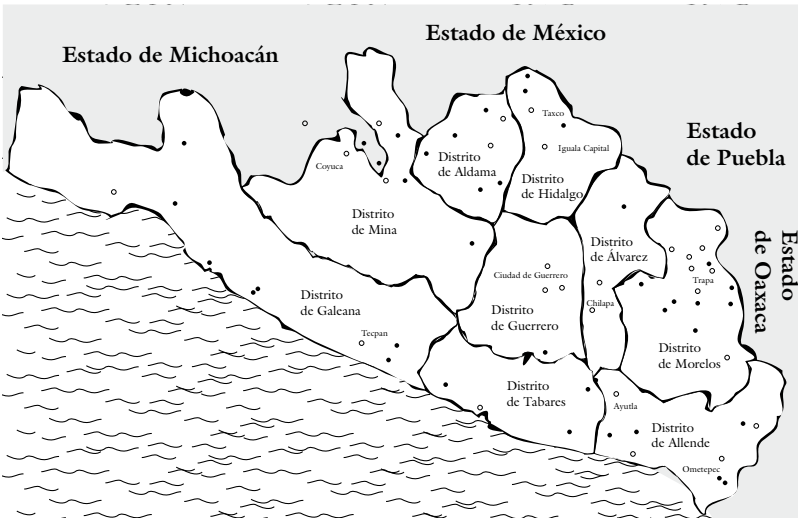 Estado de México
Estado de Michoacán
Taxco
Estado
de Puebla
Iguala Capital
Coyuca
Distrito
de Aldama
Distrito
de Hidalgo
Distrito
de Mina
Estado
de Oaxaca
Distrito
de Álvarez
Ciudad de Guerrero
Trapa
Distrito
de Galeana
Chilapa
Distrito
de Guerrero
Tecpan
Distrito
de Morelos
Distrito
de Tabares
Ayutla
Distrito
de Allende
Ometepec